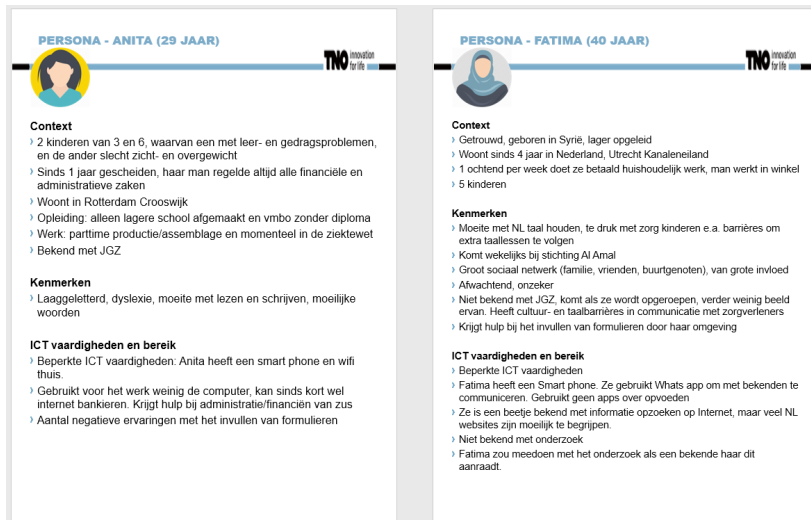 PERSONA - ANITA (29 JAAR)
TNO innovation
for life
Context
› 2 kinderen van 3 en 6, waarvan een met leer- en gedragsproblemen,
en de ander slecht zicht- en overgewicht
› Sinds 1 jaar gescheiden, haar man regelde altijd alle financiële en
administratieve zaken
› Woont in Rotterdam Crooswijk
› Opleiding: alleen lagere school afgemaakt en vmbo zonder diploma
› Werk: parttime productie/assemblage en momenteel in de ziektewet
› Bekend met JGZ
Kenmerken
› Laaggeletterd, dyslexie, moeite met lezen en schrijven, moeilijke
woorden
ICT vaardigheden en bereik
› Beperkte ICT vaardigheden: Anita heeft een smart phone en wifi
thuis.
› Gebruikt voor het werk weinig de computer, kan sinds kort wel
internet bankieren. Krijgt hulp bij administratie/financiën van zus
› Aantal negatieve ervaringen met het invullen van formulieren
PERSONA - FATIMA (40 JAAR)
TNO innovation
for life
Context
› Getrouwd, geboren in Syrië, lager opgeleid
› Woont sinds 4 jaar in Nederland, Utrecht Kanaleneiland
› 1 ochtend per week doet ze betaald huishoudelijk werk, man werkt in winkel
› 5 kinderen
Kenmerken
› Moeite met NL taal houden, te druk met zorg kinderen e.a. barrières om
extra taallessen te volgen
› Komt wekelijks bij stichting Al Amal
› Groot sociaal netwerk (familie, vrienden, buurtgenoten), van grote invloed
› Afwachtend, onzeker
› Niet bekend met JGZ, komt als ze wordt opgeroepen, verder weinig beeld
ervan. Heeft cultuur- en taalbarrières in communicatie met zorgverleners
› Krijgt hulp bij het invullen van formulieren door haar omgeving
ICT vaardigheden en bereik
› Beperkte ICT vaardigheden
› Fatima heeft een Smart phone. Ze gebruikt Whats app om met bekenden te
communiceren. Gebruikt geen apps over opvoeden
› Ze is een beetje bekend met informatie opzoeken op Internet, maar veel NL
websites zijn moeilijk te begrijpen.
› Niet bekend met onderzoek
› Fatima zou meedoen met het onderzoek als een bekende haar dit
aanraadt.